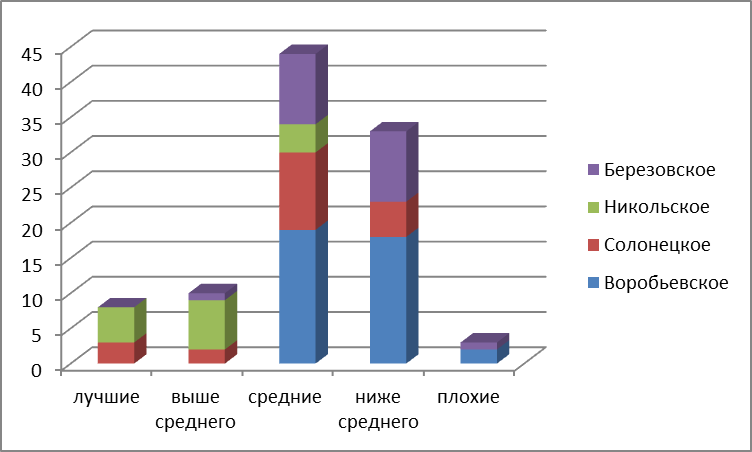 45
40
35
30
25
20
15
10
5
0
лучшие
выше
среднего
средние
ниже
среднего
плохие
Березовское
Никольское
Солонецкое
Воробьевское